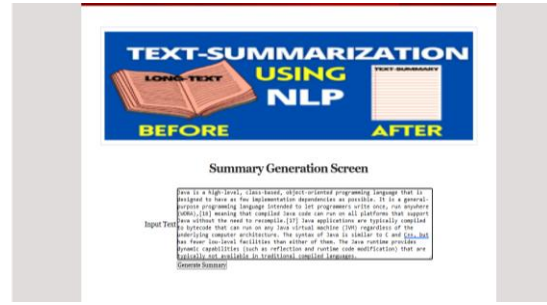 TEXT-SUMMARIZATION
USING
NLP
LONG-TEXT
TEXT-SUMMARY
BEFORE
AFTER
Summary Generation Screen
Input Text
Java is a high-level, class-based, object-oriented programming language that is
designed to have as few implementation dependencies as possible. It is a general-
purpose programming language intended to let programmers write once, run anywhere
(WORA),[16] meaning that compiled Java code can run on all platforms that support
Java without the need to recompile.[17] Java applications are typically compiled
to bytecode that can run on any Java virtual machine (JVM) regardless of the
underlying computer architecture. The syntax of Java is similar to C and C++, but
has fewer low-level facilities than either of them. The Java runtime provides
dynamic capabilities (such as reflection and runtime code modification) that are
typically not available in traditional compiled languages.
Generate Summary